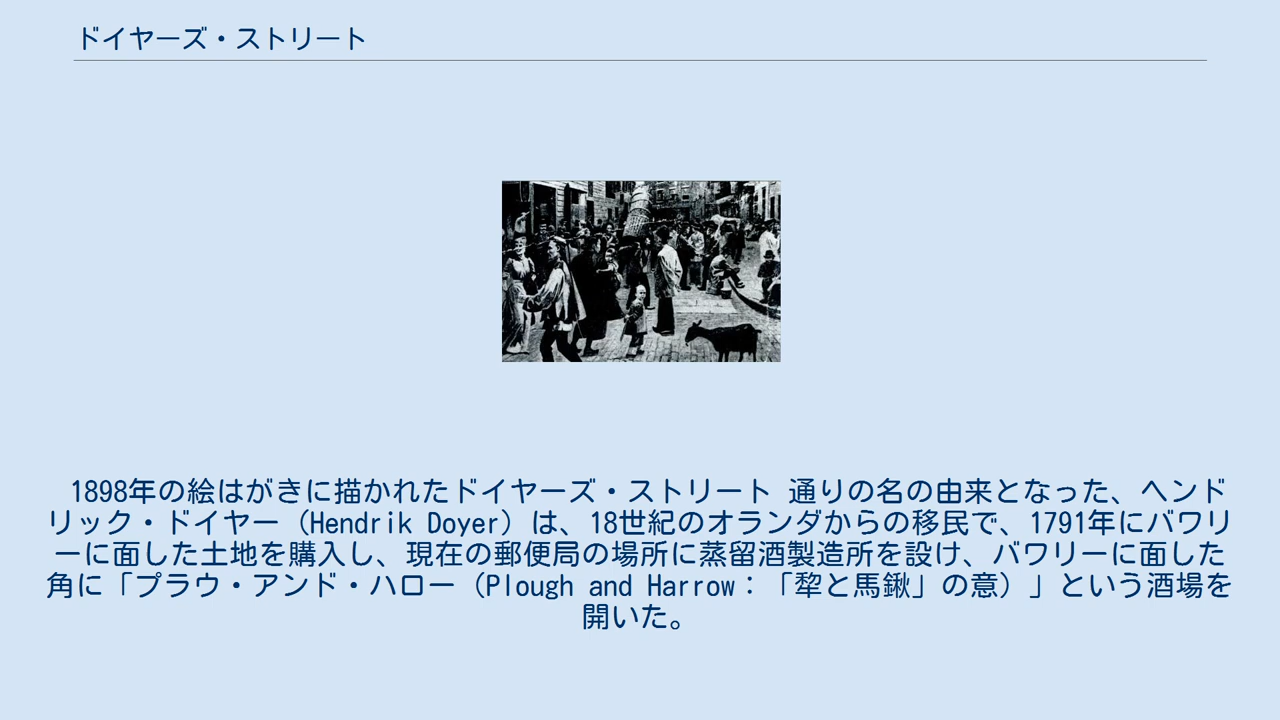 ドイヤーズ・ストリート
1898年の絵はがきに描かれたドイヤーズ・ストリート 通りの名の由来となった、ヘンド
リック・ドイヤー（Hendrik Doyer）は、18世紀のオランダからの移民で、1791年にバワリ
ーに面した土地を購入し、現在の郵便局の場所に蒸留酒製造所を設け、バワリーに面した
角に「プラウ・アンド・ハロー（Plough and Harrow：「犂と馬鍬」の意）」という酒場を
開いた。